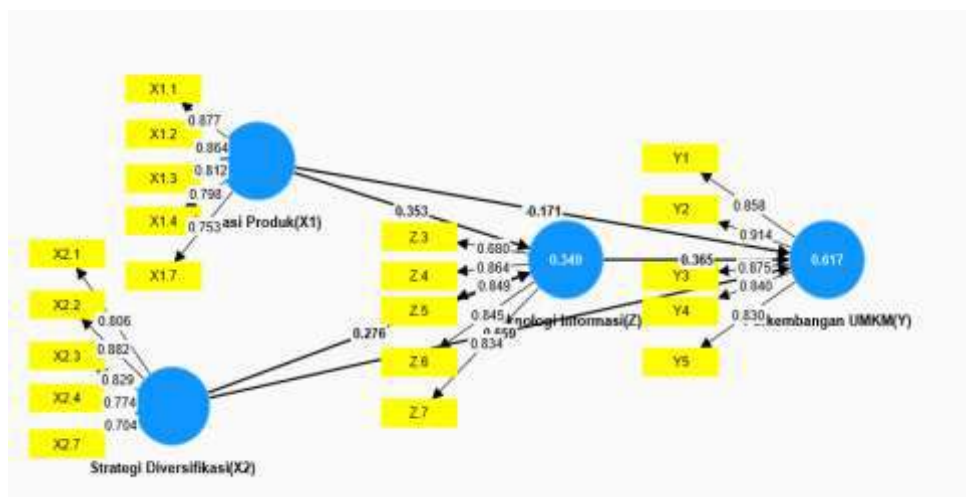 X1.1
0.877
X1.2
0.864
X1.3
0.812
0.798
X1.4
0.753
asi Produk(X1)
X1.7
X2.1
X2.2
0.806
0.882
X2.3
0.829
X2.4
0.774
0.704
X2.7
Strategi Diversifikasi(X2)
0.353
-0.171
0.276
Z.3
0.680
Z.4
0.864
0.849
Z.5
0.845
0.834
Z.6
Z.7
0.349
knologi Informasi(Z)
0.365
Y1
0.858
Y2
0.914
Y3
0.875
0.840
Y4
0.830
Y5
0.617
kembangan UMKM(Y)